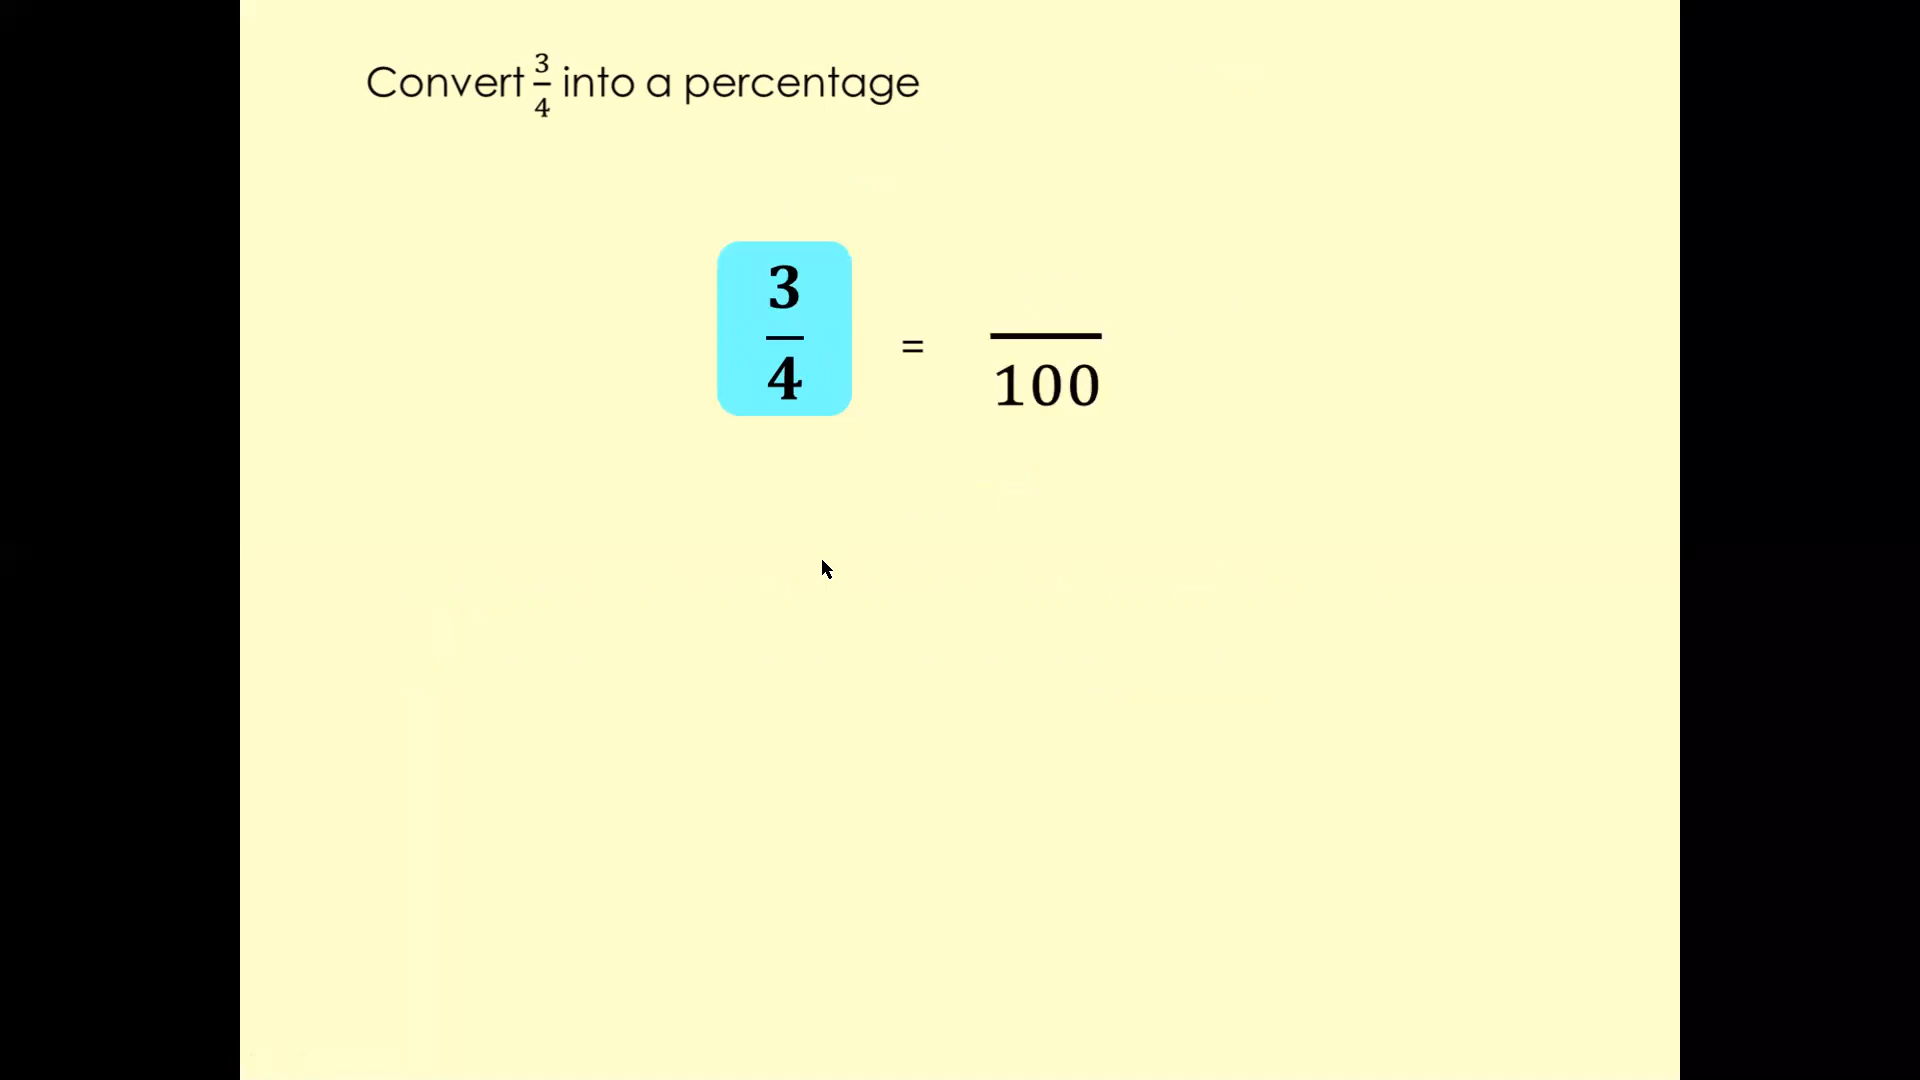 Convert 3/4 into a percentage
3/4 = /100